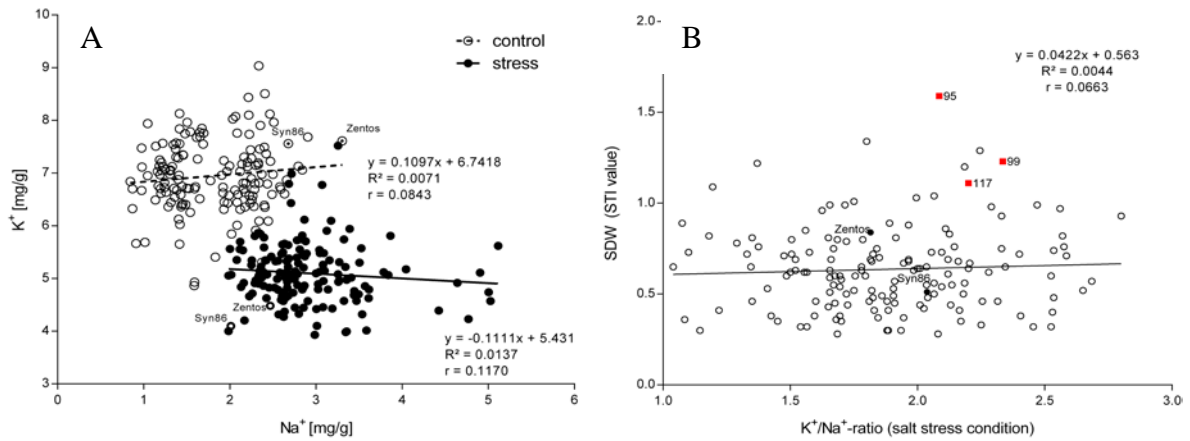 A
control
stress
10
9
8
7
6
5
4
3
K⁺ [mg/g]
Syn86
Zentos
y = 0.1097x + 6.7418
R² = 0.0071
r = 0.0843
Zentos
Syn86
y = -0.1111x + 5.431
R² = 0.0137
r = 0.1170
0 1 2 3 4 5 6
Na⁺ [mg/g]
B
2.0
1.5
1.0
0.5
0.0
SDW (STI value)
y = 0.0422x + 0.563
R² = 0.0044
r = 0.0663
95
99
117
Zentos
Syn86
1.0 1.5 2.0 2.5 3.0
K⁺/Na⁺-ratio (salt stress condition)